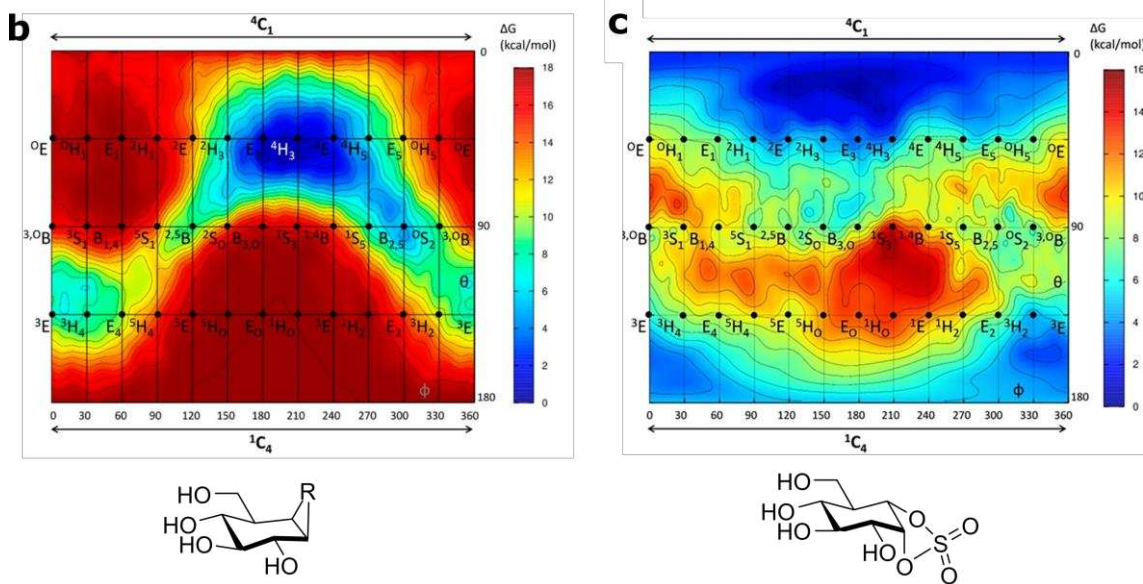 b
⁴C₁
ΔG
(kcal/mol)
0
ᴼE ᴼH₁ E₁ ²H₁ ²E ²H₃ E₃ ⁴H₃ ⁴E ⁴H₅ E₅ ᴼH₅ ᴼE
³,ᴼB ³S₁ B₁,₄ ⁵S₁ ²,⁵B ²Sₒ B₃,ₒ ¹S₃ ¹,⁴B ¹S₅ B₂,₅ ᴼS₂ ³,ᴼB
90
θ
³E ³H₄ E₄ ⁵H₄ ⁵E ⁵Hₒ Eₒ ¹Hₒ ¹E ¹H₂ E₂ ³H₂ ³E
ϕ
180
0 30 60 90 120 150 180 210 240 270 300 330 360
¹C₄
18
16
14
12
10
8
6
4
2
0
HO
R
HO
HO
OH
c
⁴C₁
ΔG
(kcal/mol)
0
ᴼE ᴼH₁ E₁ ²H₁ ²E ²H₃ E₃ ⁴H₃ ⁴E ⁴H₅ E₅ ᴼH₅ ᴼE
³,ᴼB ³S₁ B₁,₄ ⁵S₁ ²,⁵B ²Sₒ B₃,ₒ ¹S₃ ¹,⁴B ¹S₅ B₂,₅ ᴼS₂ ³,ᴼB
90
θ
³E ³H₄ E₄ ⁵H₄ ⁵E ⁵Hₒ Eₒ ¹Hₒ ¹E ¹H₂ E₂ ³H₂ ³E
ϕ
180
0 30 60 90 120 150 180 210 240 270 300 330 360
¹C₄
16
14
12
10
8
6
4
2
0
HO
HO
HO
HO
O
S
O
O
O